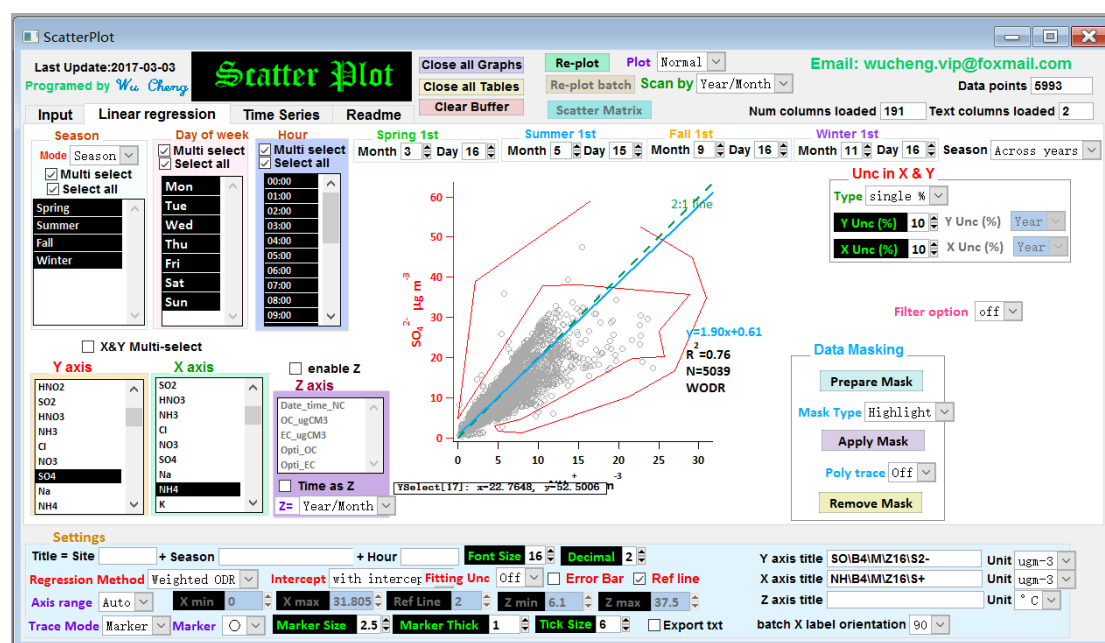 ScatterPlot
Last Update:2017-03-03
Programed by Wu Cheng
Scatter Plot
Close all Graphs
Close all Tables
Clear Buffer
Re-plot
Plot Normal
Re-plot batch
Scan by Year/Month
Scatter Matrix
Email: wucheng.vip@foxmail.com
Data points 5993
Num columns loaded 191
Text columns loaded 2
Input
Linear regression
Time Series
Readme
Season
Mode Season
Multi select
Select all
Spring
Summer
Fall
Winter
Day of week
Multi select
Select all
Mon
Tue
Wed
Thu
Fri
Sat
Sun
Hour
Multi select
Select all
00:00
01:00
02:00
03:00
04:00
05:00
06:00
07:00
08:00
09:00
Spring 1st
Month 3 Day 16
Summer 1st
Month 5 Day 15
Fall 1st
Month 9 Day 16
Winter 1st
Month 11 Day 16
Season Across years
60
50
40
30
20
10
0
SO4 2- μg m-3
0 5 10 15 20 25 30
2:1 line
y=1.90x+0.61
R2=0.76
N=5039
WODR
YSelect[17]: x=22.7648, y=52.5006
Unc in X & Y
Type single %
Y Unc (%) 10 Y Unc (%) Year
X Unc (%) 10 X Unc (%) Year
Filter option off
Data Masking
Prepare Mask
Mask Type Highlight
Apply Mask
Poly trace Off
Remove Mask
X&Y Multi-select
Y axis
HNO2
SO2
HNO3
NH3
Cl
NO3
SO4
Na
NH4
X axis
SO2
HNO3
NH3
Cl
NO3
SO4
Na
NH4
K
enable Z
Z axis
Date_time_NC
OC_ugCM3
EC_ugCM3
Opti_OC
Opti_EC
Time as Z
Z= Year/Month
Settings
Title = Site + Season + Hour
Font Size 16 Decimal 2
Y axis title SO\B4\M\Z16\S2- Unit ugm-3
Regression Method Weighted ODR Intercept with intercep Fitting Unc Off Error Bar Ref line
X axis title NH\B4\M\Z16\S+ Unit ugm-3
Axis range Auto X min 0 X max 31.805 Ref Line 2 Z min 6.1 Z max 37.5
Z axis title Unit °C
Trace Mode Marker Marker Marker Size 2.5 Marker Thick 1 Tick Size 6 Export txt
batch X label orientation 90